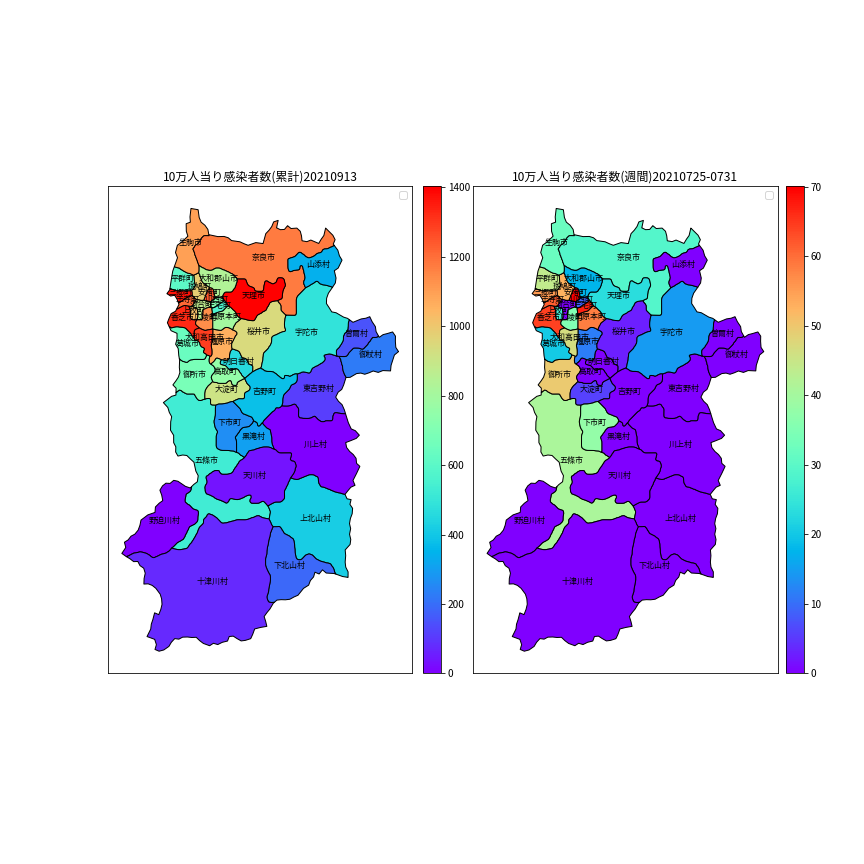 10万人当り感染者数(累計)20210913
生駒市
奈良市
山添村
平群町
大和郡山市
天理市
香芝市
桜井市
宇陀市
曽爾村
御杖村
大和高田市
葛城市
橿原市
明日香村
高取町
御所市
大淀町
吉野町
東吉野村
下市町
黒滝村
川上村
五條市
天川村
野迫川村
上北山村
下北山村
十津川村
1400
1200
1000
800
600
400
200
0
10万人当り感染者数(週間)20210725-0731
生駒市
奈良市
山添村
平群町
大和郡山市
天理市
香芝市
桜井市
宇陀市
曽爾村
御杖村
大和高田市
葛城市
橿原市
明日香村
高取町
御所市
大淀町
吉野町
東吉野村
下市町
黒滝村
川上村
五條市
天川村
野迫川村
上北山村
下北山村
十津川村
70
60
50
40
30
20
10
0